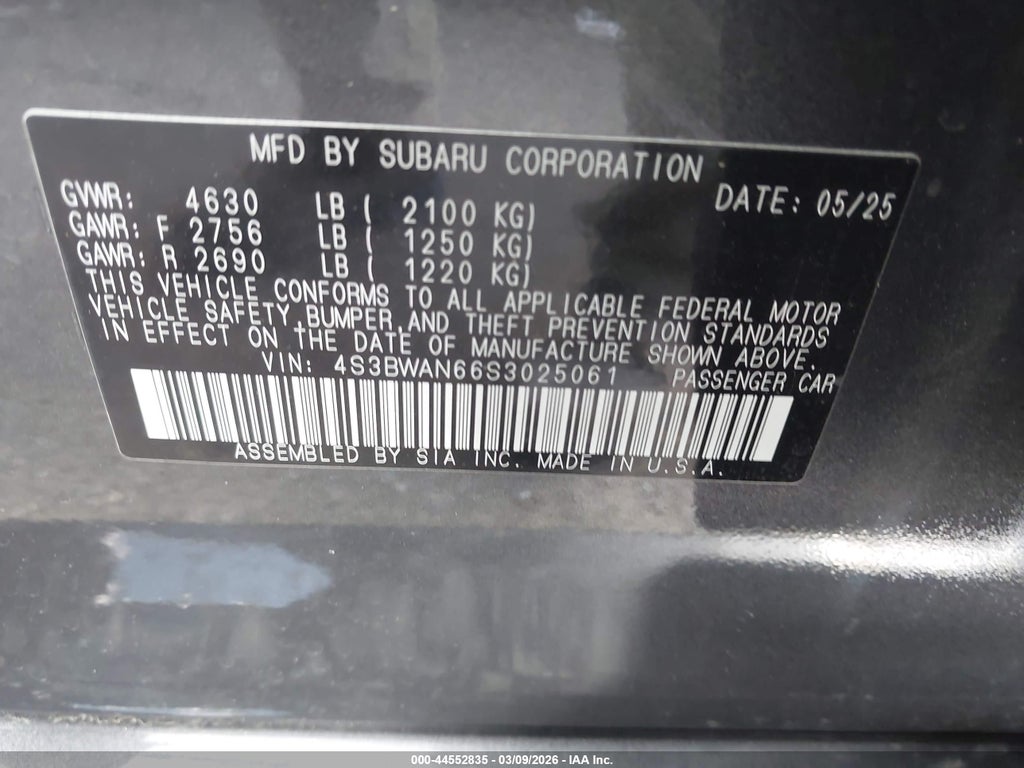 MFD BY SUBARU CORPORATION
GVWR: 4630 LB ( 2100 KG) DATE: 05/25
GAWR: F 2756 LB ( 1250 KG)
GAWR: R 2690 LB ( 1220 KG)
THIS VEHICLE CONFORMS TO ALL APPLICABLE FEDERAL MOTOR
VEHICLE SAFETY, BUMPER, AND THEFT PREVENTION STANDARDS
IN EFFECT ON THE DATE OF MANUFACTURE SHOWN ABOVE.
VIN: 4S3BWAN66S3025061 PASSENGER CAR
ASSEMBLED BY SIA INC. MADE IN U.S.A.
000-44552835 - 03/09/2026 - IAA Inc.